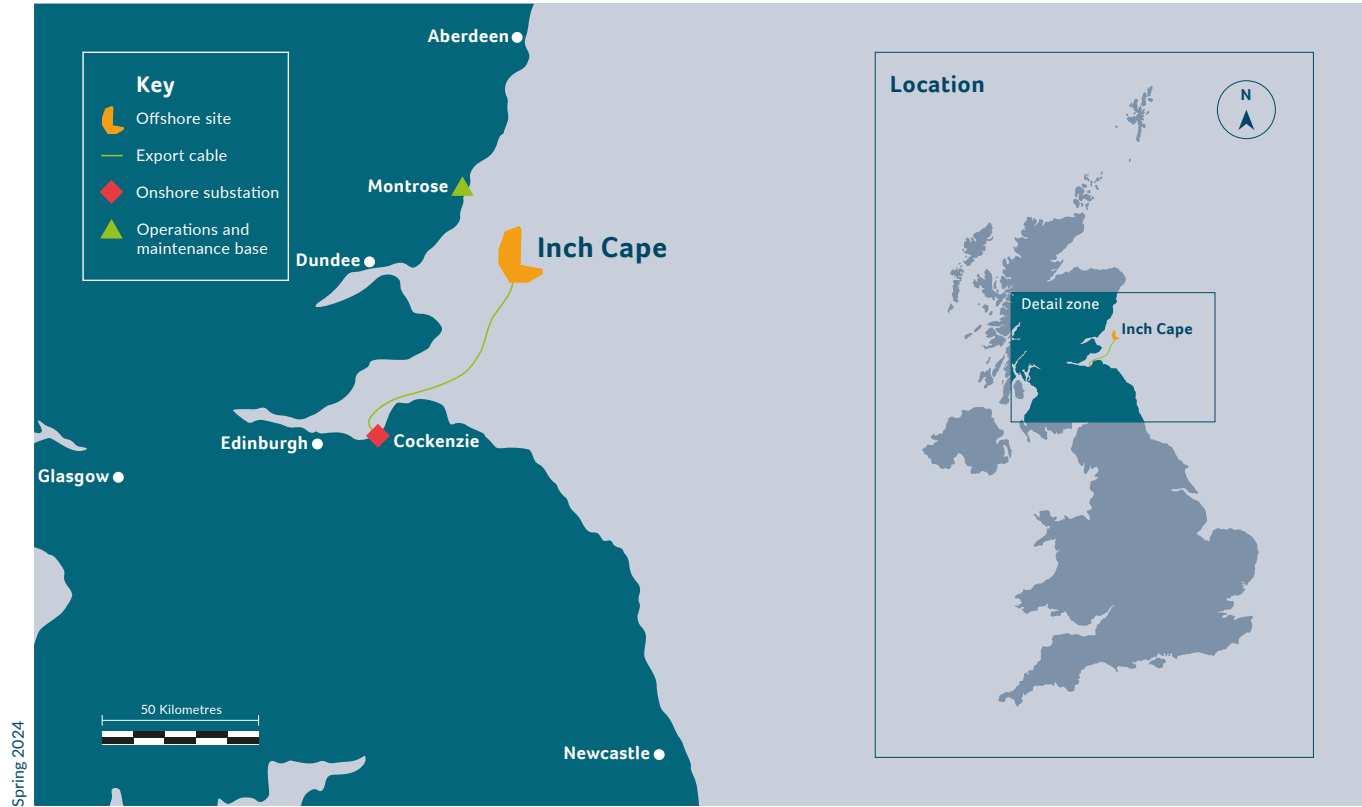 Aberdeen
Key
Offshore site
Export cable
Onshore substation
Operations and
maintenance base
Montrose
Dundee
Inch Cape
Edinburgh
Cockenzie
Glasgow
50 Kilometres
Newcastle
Spring 2024
Location
N
Detail zone
Inch Cape